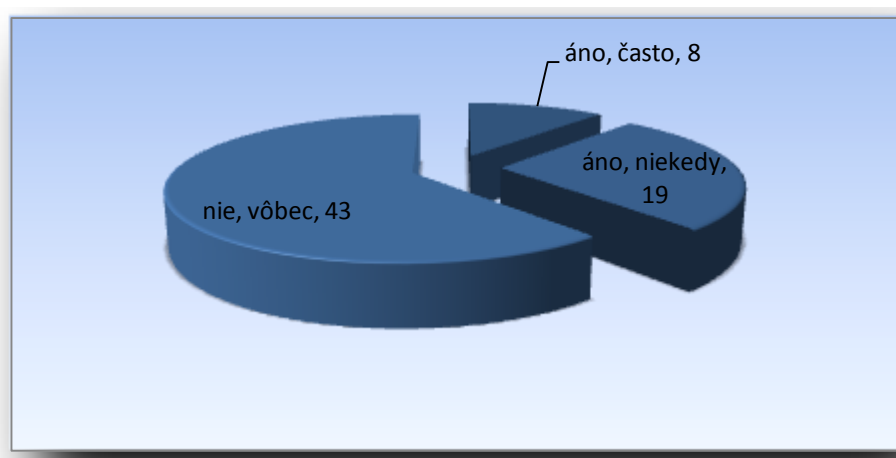 áno, často, 8
áno, niekedy,
19
nie, vôbec, 43